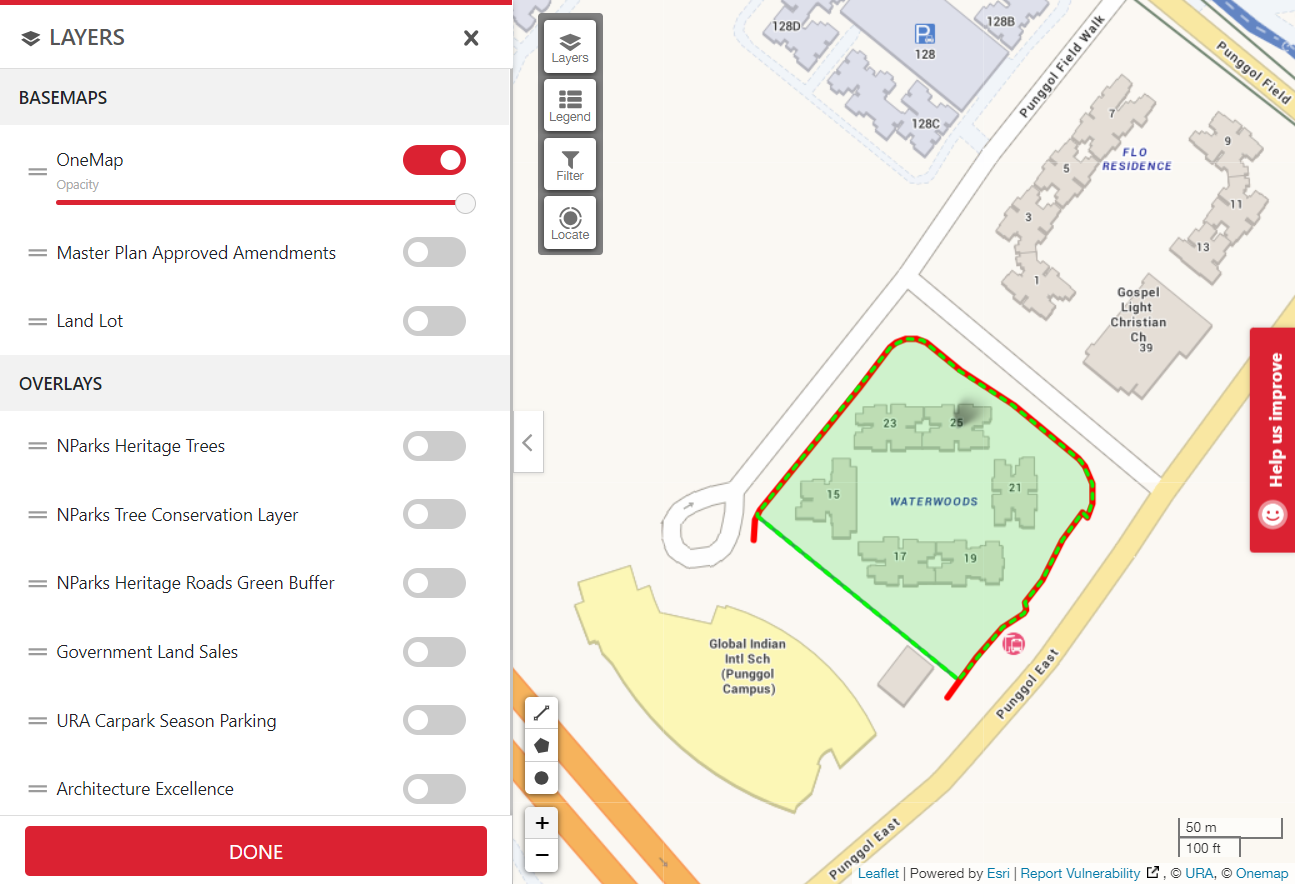 LAYERS
BASEMAPS
OneMap
Opacity
Master Plan Approved Amendments
Land Lot
OVERLAYS
NParks Heritage Trees
NParks Tree Conservation Layer
NParks Heritage Roads Green Buffer
Government Land Sales
URA Carpark Season Parking
Architecture Excellence
DONE
Layers
Legend
Filter
Locate
128D
P
128
128B
128C
Punggol Field Walk
Punggol Field
7
FLO
RESIDENCE
5
3
1
9
11
13
Gospel
Light
Christian
Ch
39
Help us improve
23
25
15
WATERWOODS
21
17
19
Global Indian
Intl Sch
(Punggol
Campus)
Punggol East
Punggol East
+
−
50 m
100 ft
Leaflet | Powered by Esri | Report Vulnerability , © URA, © Onemap